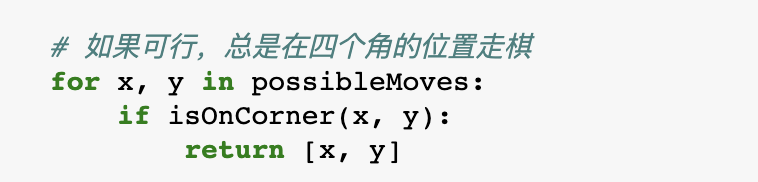 # 如果可行，总是在四个角的位置走棋
for x, y in possibleMoves:
    if isOnCorner(x, y):
        return [x, y]